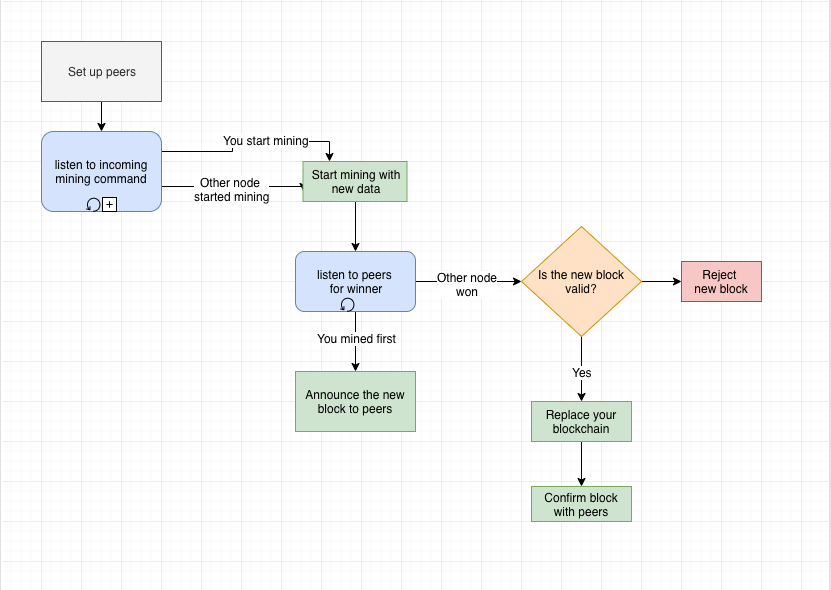 Set up peers
You start mining
listen to incoming
mining command
Other node
started mining
Start mining with
new data
listen to peers
for winner
Other node
won
Is the new block
valid?
Reject
new block
You mined first
Yes
Announce the new
block to peers
Replace your
blockchain
Confirm block
with peers